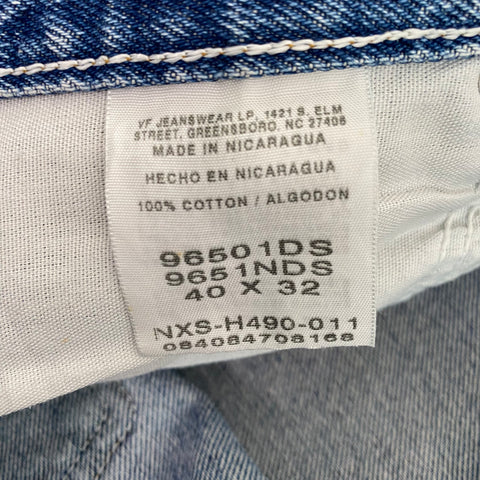 VF JEANSWEAR LP, 1421 S. ELM
STREET, GREENSBORO, NC 27406
MADE IN NICARAGUA
HECHO EN NICARAGUA
100% COTTON / ALGODON
96501DS
9651NDS
40 X 32
NXS-H490-011
084084708168